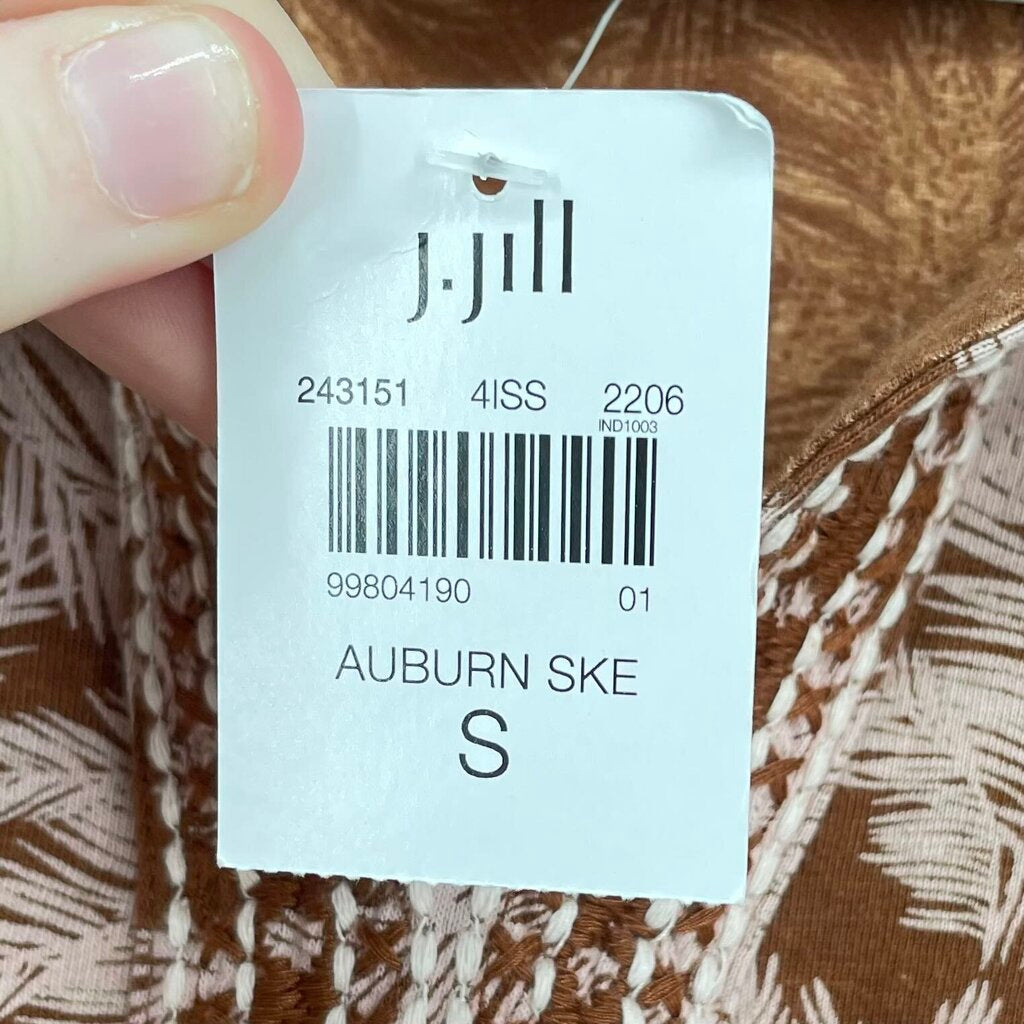 j.jill
243151 4ISS 2206
IND1003
99804190 01
AUBURN SKE
S